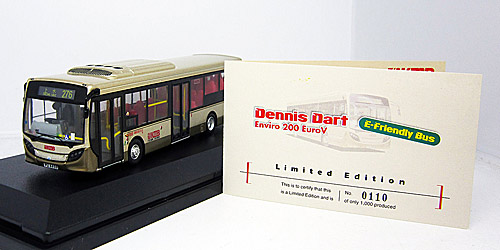 276
Dennis Dart
Enviro 200 EuroV
E-Friendly Bus
Limited Edition
This is to certify that this
is a Limited Edition and is
No. 0110
of only 1,000 produced